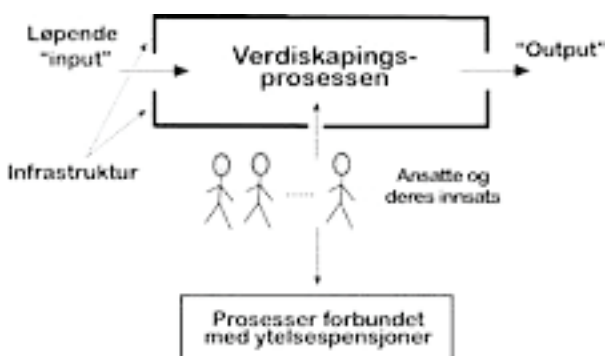 Løpende
"input"
Verdiskapings-
prosessen
"Output"
Infrastruktur
Ansatte og
deres innsats
Prosesser forbundet
med ytelsespensjoner